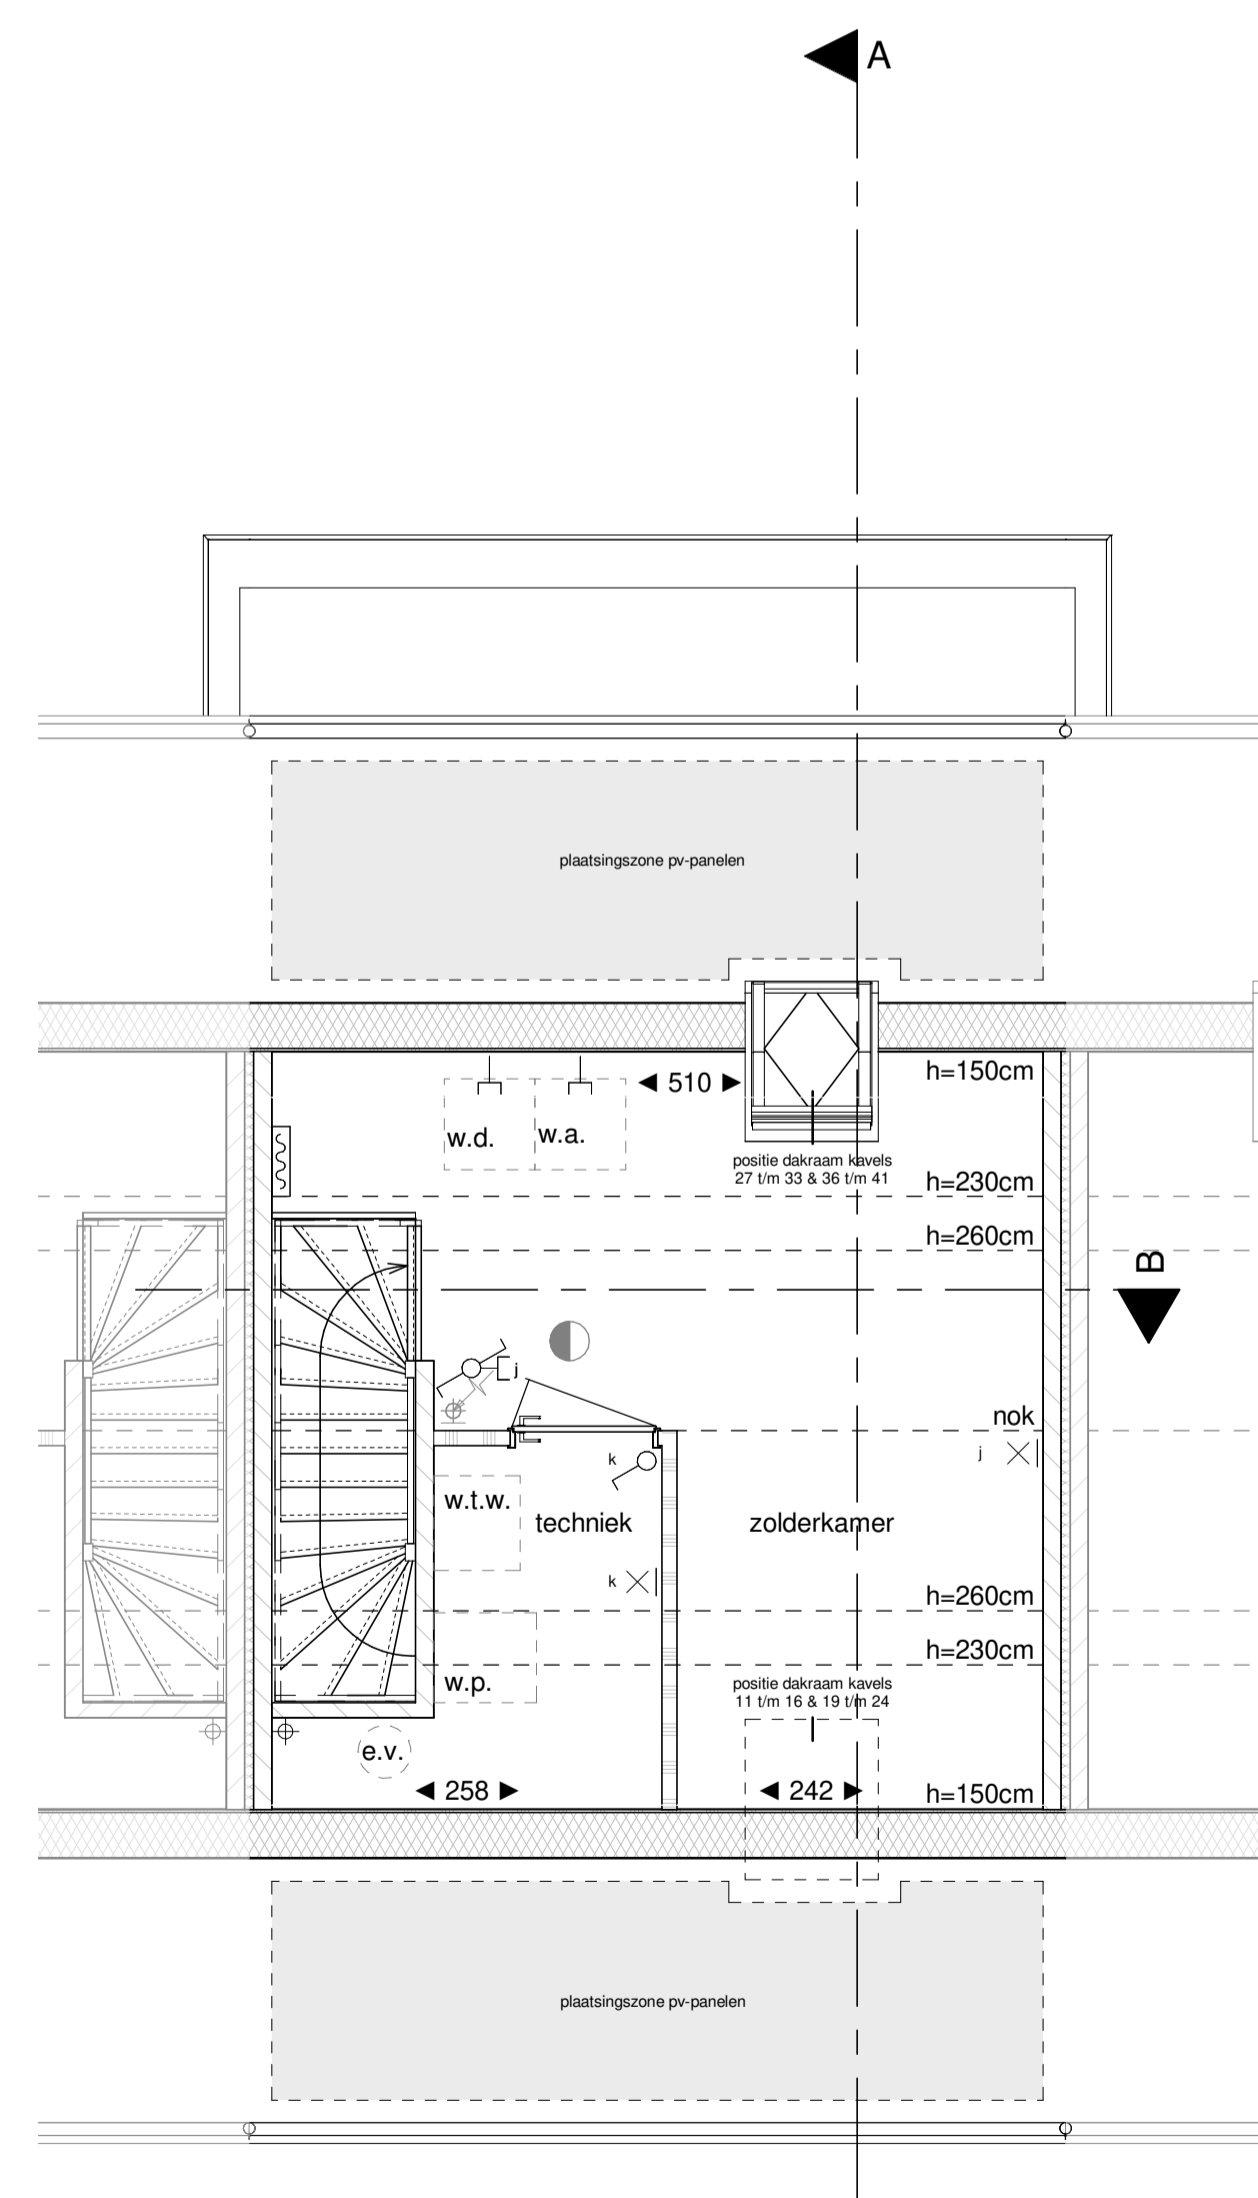 A
plaatsingszone pv-panelen
h=150cm
◄ 510 ►
w.d.
w.a.
positie dakraam kavels
27 t/m 33 & 36 t/m 41
h=230cm
h=260cm
B
j
nok
j
k
w.t.w.
techniek
zolderkamer
k
h=260cm
h=230cm
w.p.
positie dakraam kavels
11 t/m 16 & 19 t/m 24
e.v.
◄ 258 ►
◄ 242 ►
h=150cm
plaatsingszone pv-panelen